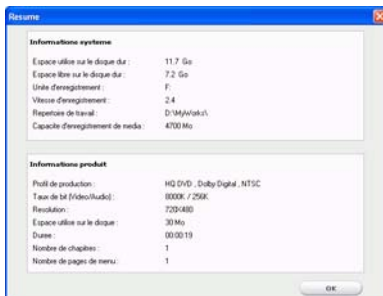 Resume
Informations systeme
Espace utilise sur le disque dur : 11.7 Go
Espace libre sur le disque dur : 7.2 Go
Unite d'enregistrement : F:
Vitesse d'enregistrement : 2.4
Repertoire de travail : D:\MyWorks\
Capacite d'enregistrement de media : 4700 Mo
Informations produit
Profil de production : HQ DVD , Dolby Digital , NTSC
Taux de bit (Video/Audio) : 8000K / 256K
Resolution : 720X480
Espace utilise sur le disque : 30 Mo
Duree : 00:00:19
Nombre de chapitres : 1
Nombre de pages de menu : 1
OK